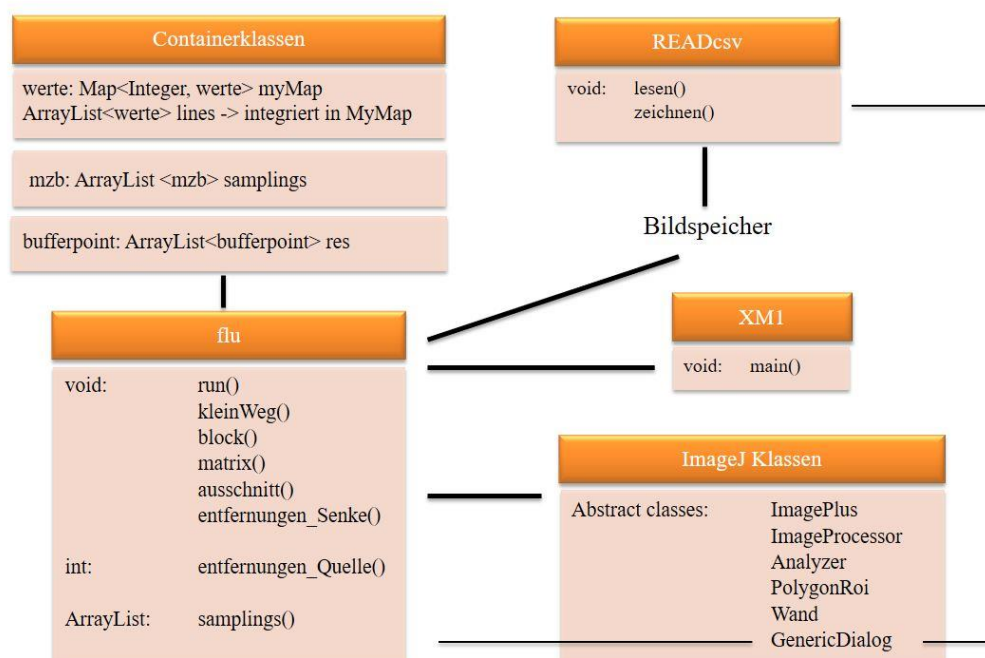 Containerklassen
werte: Map<Integer, werte> myMap
ArrayList<werte> lines -> integriert in MyMap
mzb: ArrayList <mzb> samplings
bufferpoint: ArrayList<bufferpoint> res
READcsv
void: lesen()
zeichnen()
Bildspeicher
flu
void: run()
kleinWeg()
block()
matrix()
ausschnitt()
entfernungen_Senke()
int: entfernungen_Quelle()
ArrayList: samplings()
XM1
void: main()
ImageJ Klassen
Abstract classes: ImagePlus
ImageProcessor
Analyzer
PolygonRoi
Wand
GenericDialog